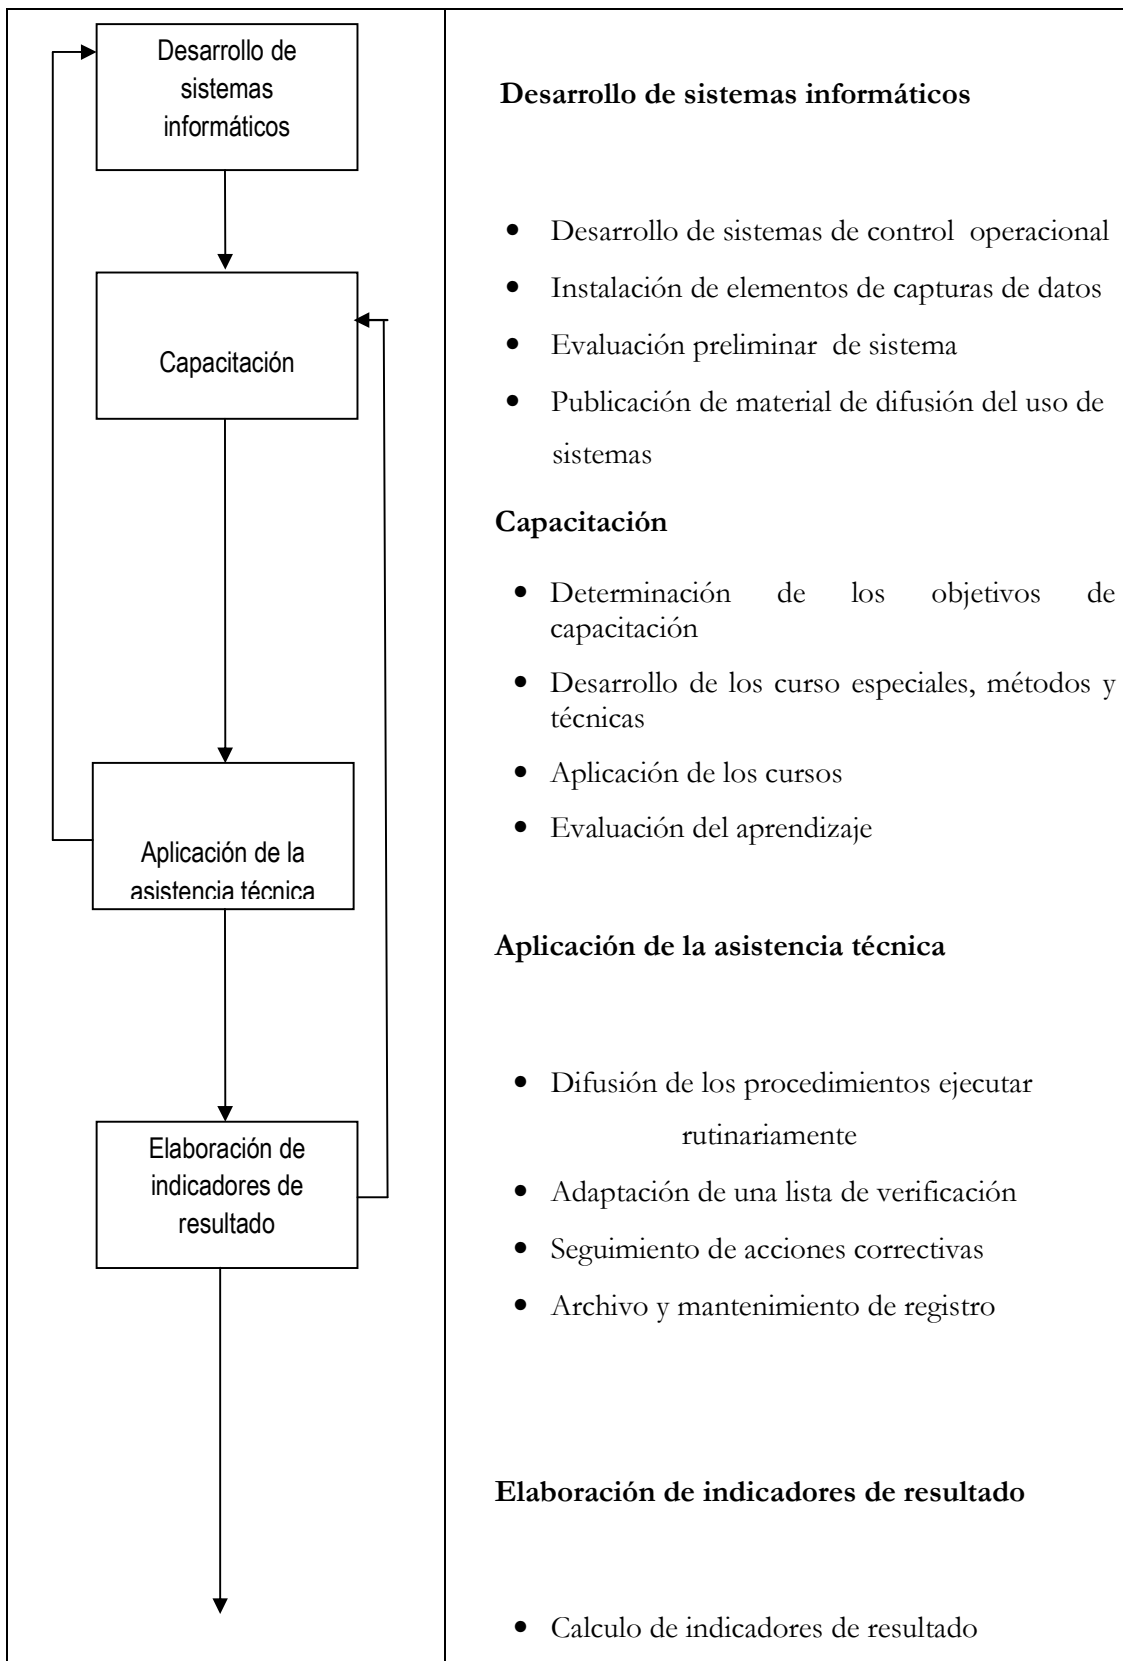 Desarrollo de
sistemas
informáticos
Capacitación
Aplicación de la
asistencia técnica
Elaboración de
indicadores de
resultado
Desarrollo de sistemas informáticos
• Desarrollo de sistemas de control operacional
• Instalación de elementos de capturas de datos
• Evaluación preliminar de sistema
• Publicación de material de difusión del uso de
sistemas
Capacitación
• Determinación de los objetivos de
capacitación
• Desarrollo de los curso especiales, métodos y
técnicas
• Aplicación de los cursos
• Evaluación del aprendizaje
Aplicación de la asistencia técnica
• Difusión de los procedimientos ejecutar
rutinariamente
• Adaptación de una lista de verificación
• Seguimiento de acciones correctivas
• Archivo y mantenimiento de registro
Elaboración de indicadores de resultado
• Calculo de indicadores de resultado